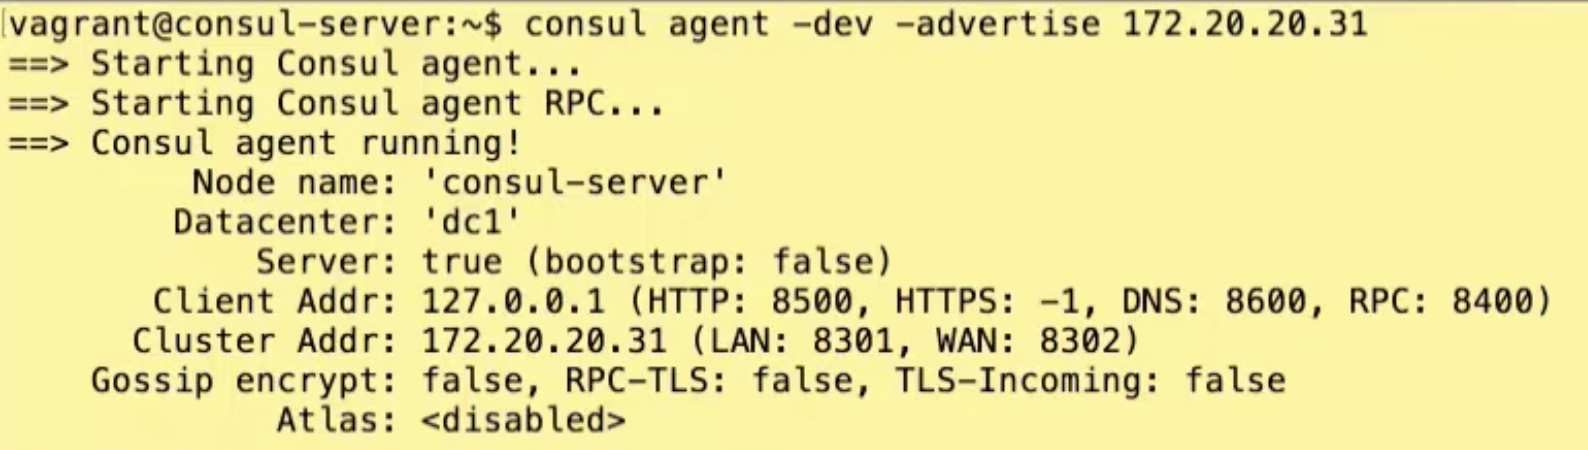 vagrant@consul-server:~$ consul agent -dev -advertise 172.20.20.31
==> Starting Consul agent...
==> Starting Consul agent RPC...
==> Consul agent running!
Node name: 'consul-server'
Datacenter: 'dc1'
Server: true (bootstrap: false)
Client Addr: 127.0.0.1 (HTTP: 8500, HTTPS: -1, DNS: 8600, RPC: 8400)
Cluster Addr: 172.20.20.31 (LAN: 8301, WAN: 8302)
Gossip encrypt: false, RPC-TLS: false, TLS-Incoming: false
Atlas: <disabled>